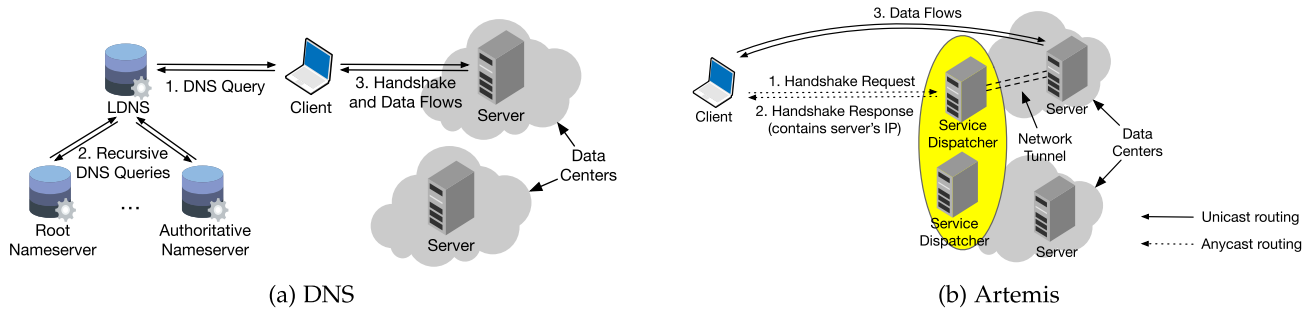 LDNS
1. DNS Query
Client
3. Handshake
and Data Flows
Server
2. Recursive
DNS Queries
...
Root
Nameserver
Authoritative
Nameserver
Data
Centers
Server
(a) DNS
3. Data Flows
1. Handshake Request
2. Handshake Response
(contains server's IP)
Client
Service
Dispatcher
Server
Network
Tunnel
Data
Centers
Service
Dispatcher
Server
Unicast routing
Anycast routing
(b) Artemis